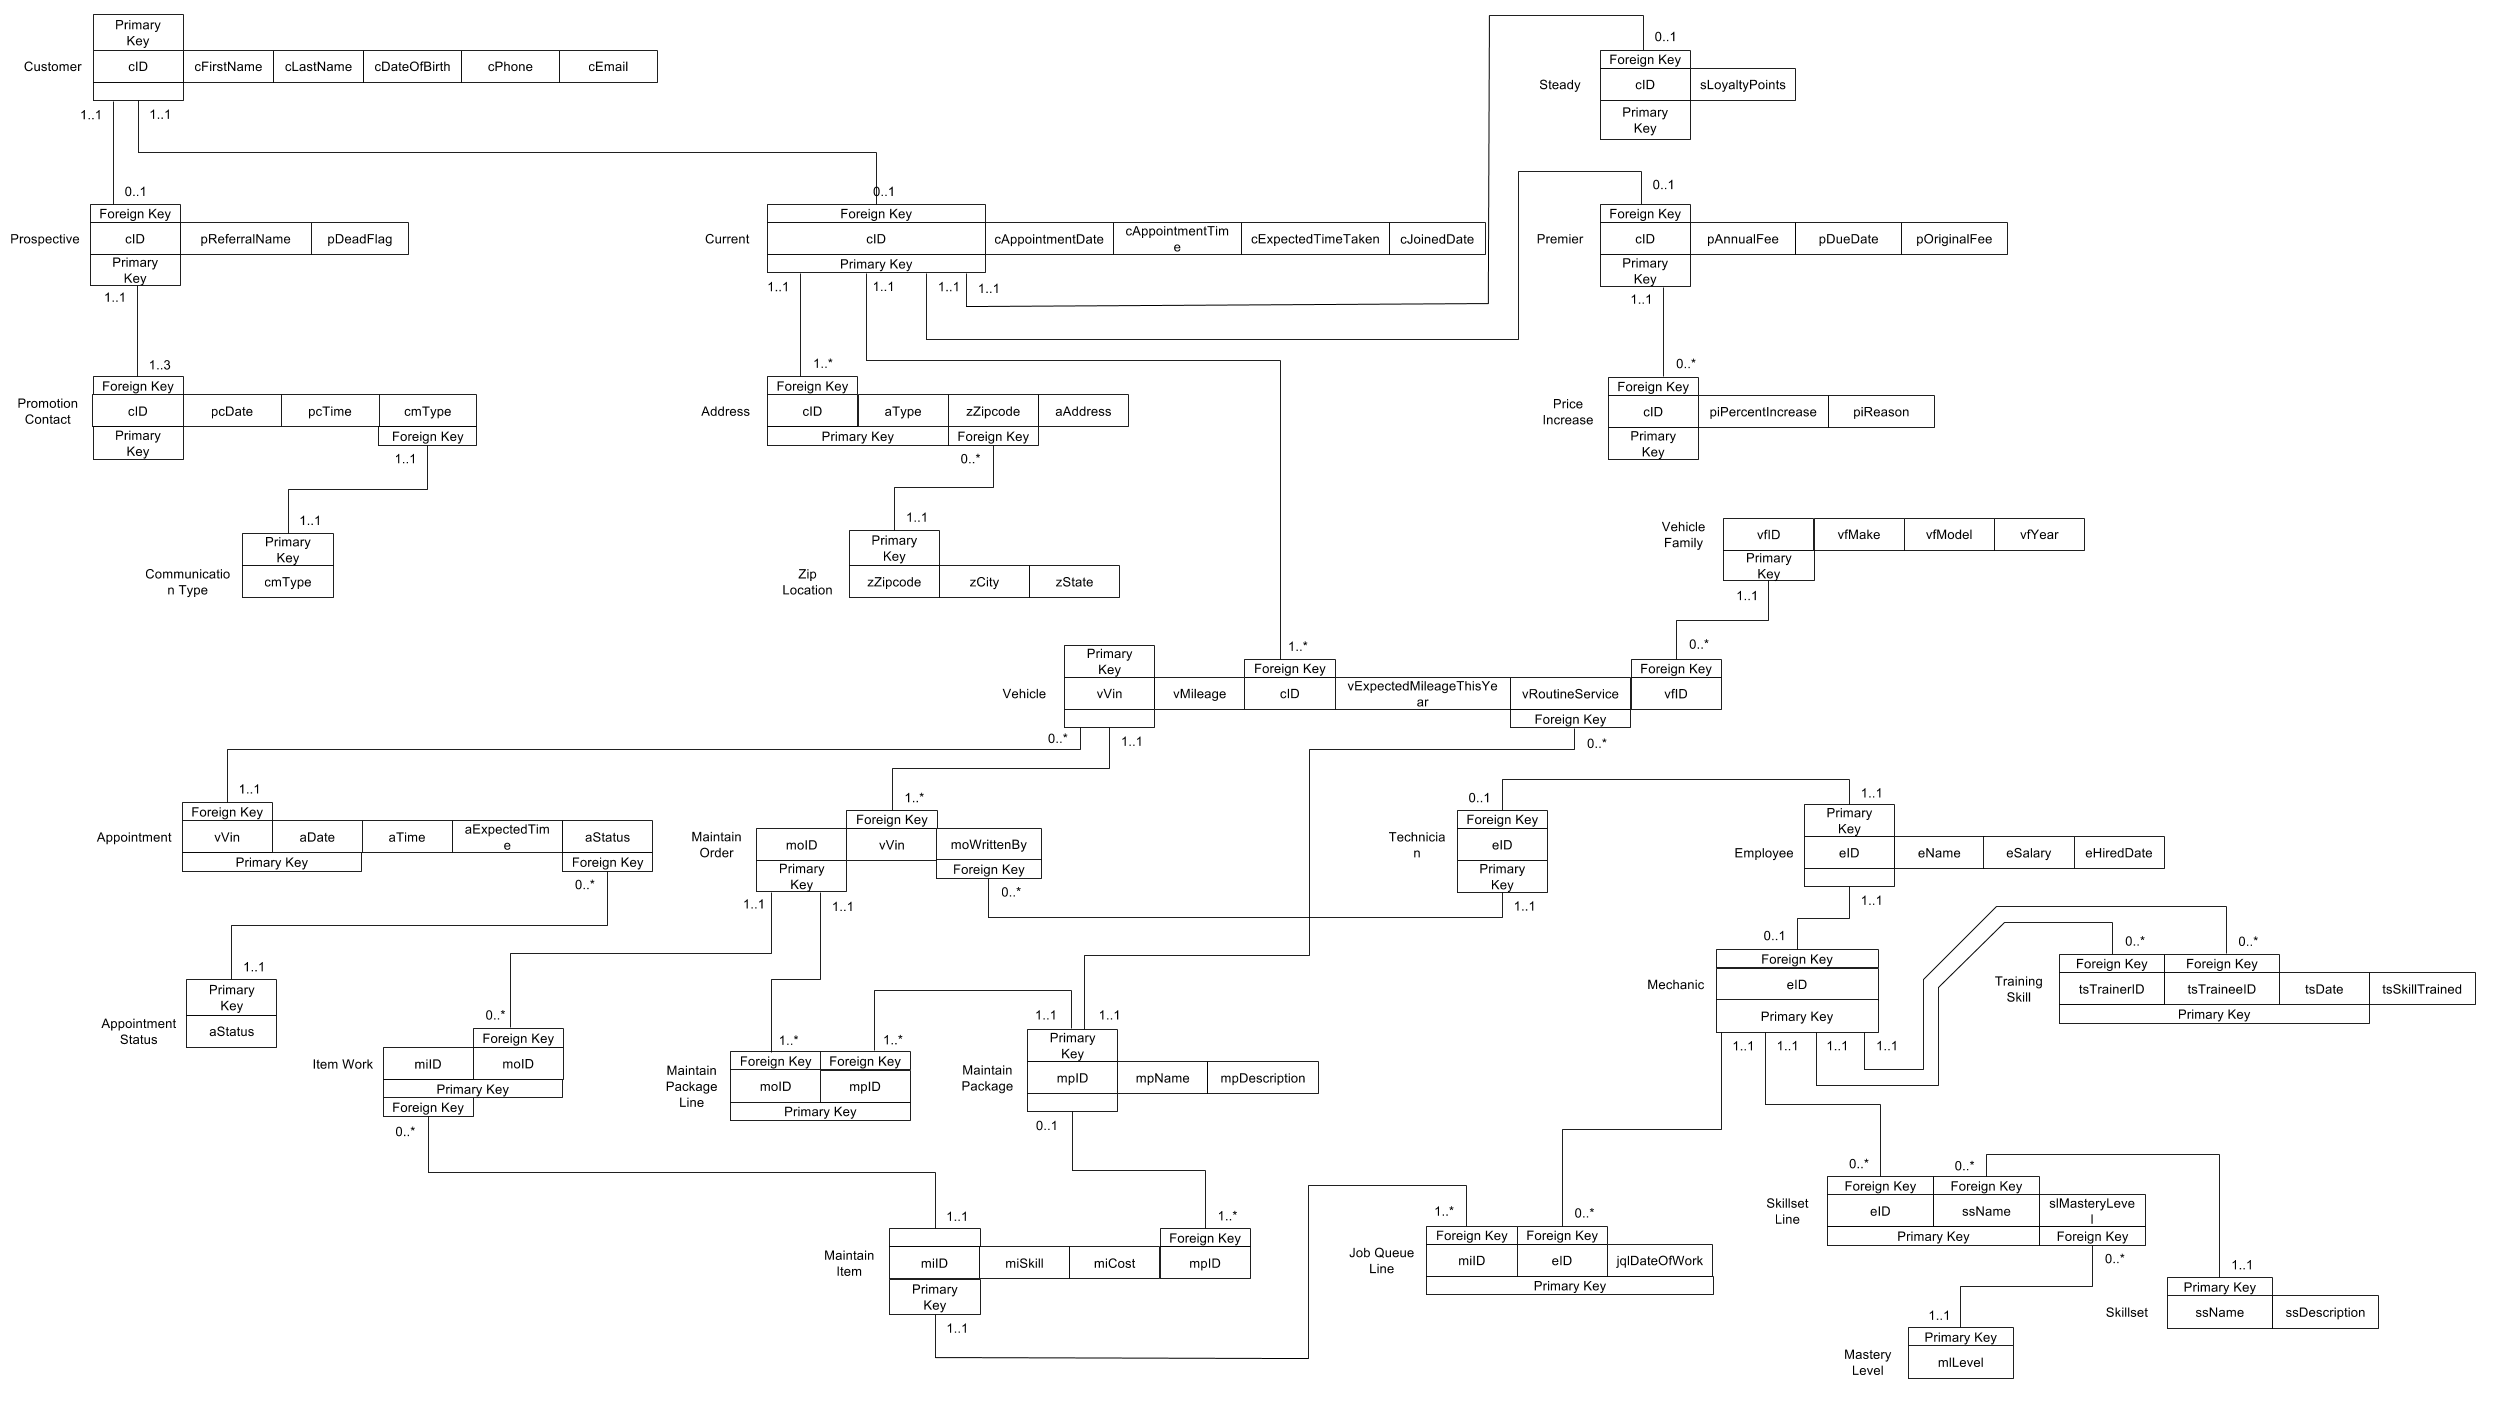 Primary
Key
Customer
cID
cFirstName
cLastName
cDateOfBirth
cPhone
cEmail
1..1
1..1
0..1
Foreign Key
Steady
cID
sLoyaltyPoints
Primary
Key
0..1
Foreign Key
Prospective
cID
pReferralName
pDeadFlag
Primary
Key
1..1
0..1
Foreign Key
Current
cID
cAppointmentDate
cAppointmentTim
e
cExpectedTimeTaken
cJoinedDate
Primary Key
1..1
1..1
1..1
1..1
0..1
Foreign Key
Premier
cID
pAnnualFee
pDueDate
pOriginalFee
Primary
Key
1..1
1..3
Foreign Key
Promotion
Contact
cID
pcDate
pcTime
cmType
Primary
Key
Foreign Key
1..1
1..*
Foreign Key
Address
cID
aType
zZipcode
aAddress
Primary Key
Foreign Key
0..*
0..*
Foreign Key
Price
Increase
cID
piPercentIncrease
piReason
Primary
Key
1..1
Primary
Key
Communicatio
n Type
cmType
1..1
Primary
Key
Zip
Location
zZipcode
zCity
zState
Vehicle
Family
vfID
vfMake
vfModel
vfYear
Primary
Key
1..1
1..*
0..*
Primary
Key
Foreign Key
Foreign Key
Vehicle
vVin
vMileage
cID
vExpectedMileageThisYe
ar
vRoutineService
vfID
Foreign Key
0..*
1..1
0..*
1..1
Foreign Key
Appointment
vVin
aDate
aTime
aExpectedTim
e
aStatus
Primary Key
Foreign Key
0..*
1..*
Foreign Key
Maintain
Order
moID
vVin
moWrittenBy
Primary
Key
Foreign Key
0..*
1..1
1..1
0..1
Foreign Key
Technicia
n
eID
Primary
Key
1..1
1..1
Primary
Key
Employee
eID
eName
eSalary
eHiredDate
1..1
1..1
Primary
Key
Appointment
Status
aStatus
0..1
Foreign Key
Mechanic
eID
Primary Key
1..1
1..1
1..1
1..1
0..*
0..*
Foreign Key
Foreign Key
Training
Skill
tsTrainerID
tsTraineeID
tsDate
tsSkillTrained
Primary Key
0..*
Foreign Key
Item Work
miID
moID
Primary Key
Foreign Key
0..*
1..*
1..*
Foreign Key
Foreign Key
Maintain
Package
Line
moID
mpID
Primary Key
1..1
1..1
Primary
Key
Maintain
Package
mpID
mpName
mpDescription
0..1
1..1
1..*
Foreign Key
Maintain
Item
miID
miSkill
miCost
mpID
Primary
Key
1..1
1..*
0..*
Foreign Key
Foreign Key
Job Queue
Line
miID
eID
jqlDateOfWork
Primary Key
0..*
0..*
Foreign Key
Foreign Key
Skillset
Line
eID
ssName
slMasteryLeve
l
Primary Key
Foreign Key
0..*
1..1
Primary Key
Skillset
ssName
ssDescription
1..1
Primary Key
Mastery
Level
mlLevel